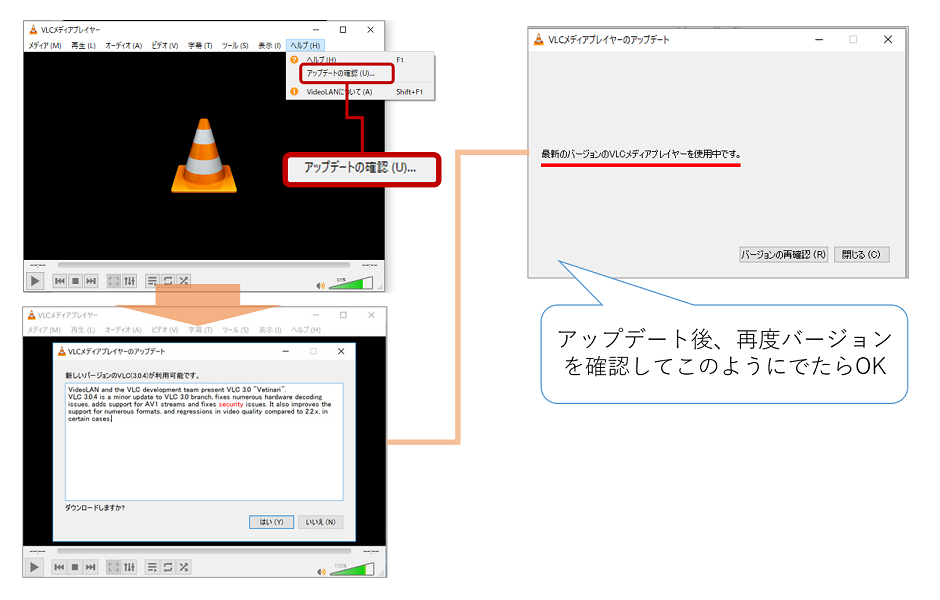 VLCメディアプレイヤー
メディア(M) 再生(L) オーディオ(A) ビデオ(V) 字幕(T) ツール(S) 表示(I) ヘルプ(H)
ヘルプ(H) F1
アップデートの確認(U)...
VideoLANについて(A) Shift+F1
アップデートの確認(U)...
--:-- --:--
93%
VLCメディアプレイヤー
メディア(M) 再生(L) オーディオ(A) ビデオ(V) 字幕(T) ツール(S) 表示(I) ヘルプ(H)
VLCメディアプレイヤーのアップデート
新しいバージョンのVLC(3.0.4)が利用可能です。
VideoLAN and the VLC development team present VLC 3.0 "Vetinari".
VLC 3.0.4 is a minor update to VLC 3.0 branch, fixes numerous hardware decoding
issues, adds support for AV1 streams and fixes security issues. It also improves the
support for numerous formats, and regressions in video quality compared to 2.2.x, in
certain cases.
ダウンロードしますか?
はい(Y) いいえ(N)
--:-- --:--
100%
VLCメディアプレイヤーのアップデート
最新のバージョンのVLCメディアプレイヤーを使用中です。
バージョンの再確認(R) 閉じる(C)
アップデート後、再度バージョン
を確認してこのようにでたらOK